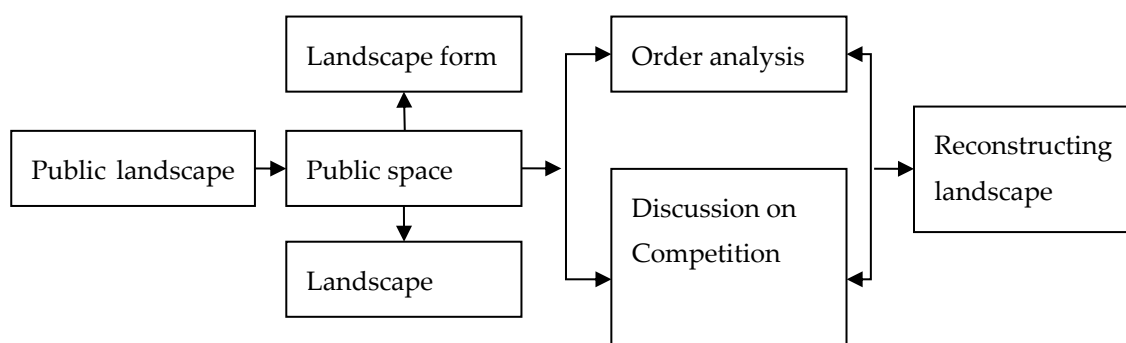 Public landscape
Landscape form
Public space
Landscape
Order analysis
Discussion on
Competition
Reconstructing
landscape